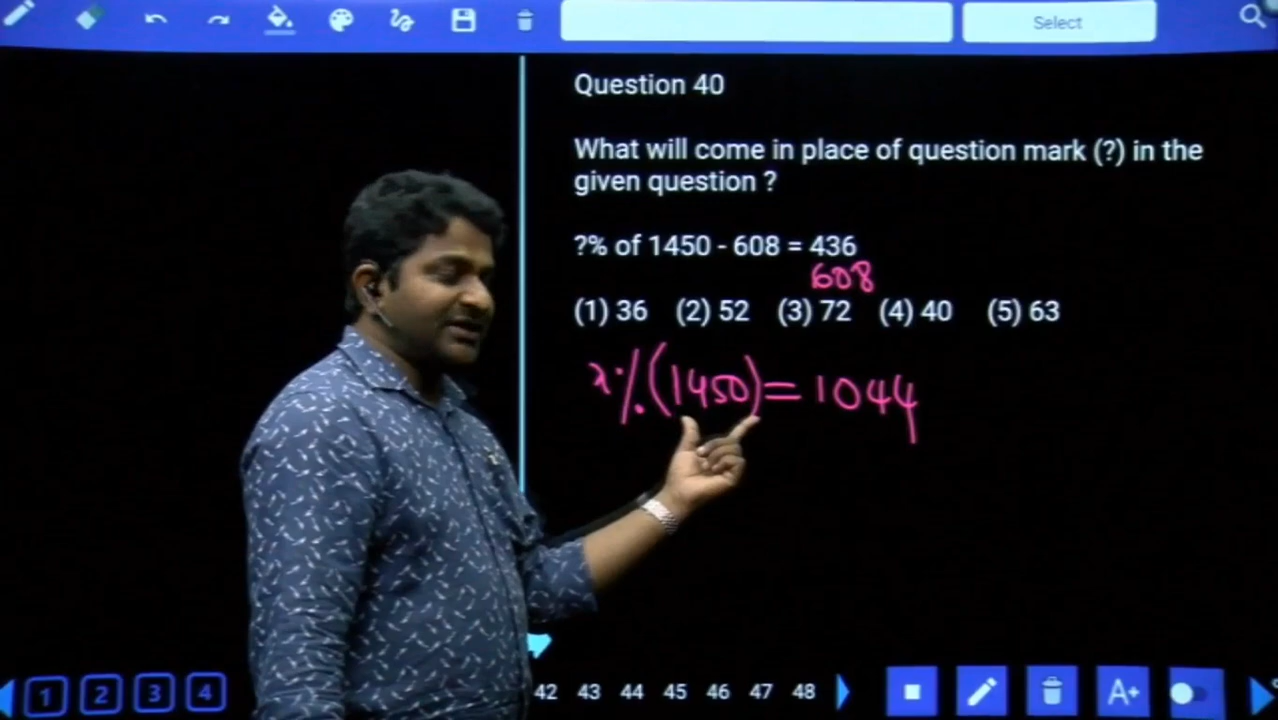 Select
Question 40
What will come in place of question mark (?) in the
given question ?
?% of 1450 - 608 = 436
608
(1) 36 (2) 52 (3) 72 (4) 40 (5) 63
?% (1450) = 1044
1 2 3 4 42 43 44 45 46 47 48 A+